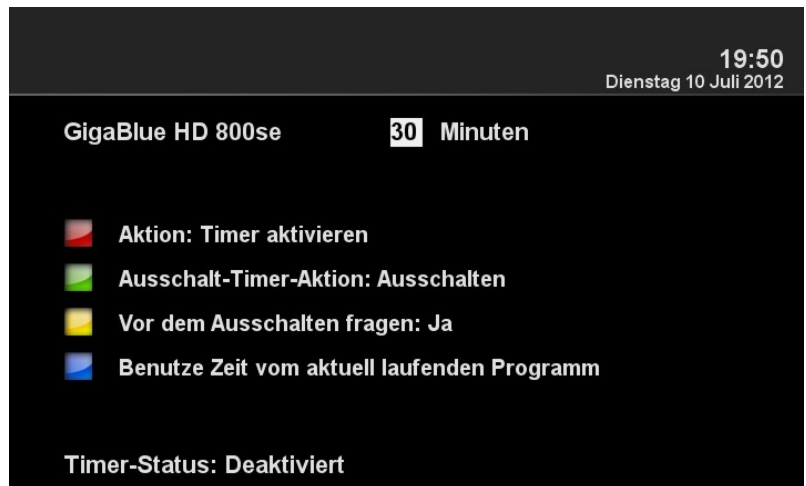 19:50
Dienstag 10 Juli 2012
GigaBlue HD 800se 30 Minuten
Aktion: Timer aktivieren
Ausschalt-Timer-Aktion: Ausschalten
Vor dem Ausschalten fragen: Ja
Benutze Zeit vom aktuell laufenden Programm
Timer-Status: Deaktiviert